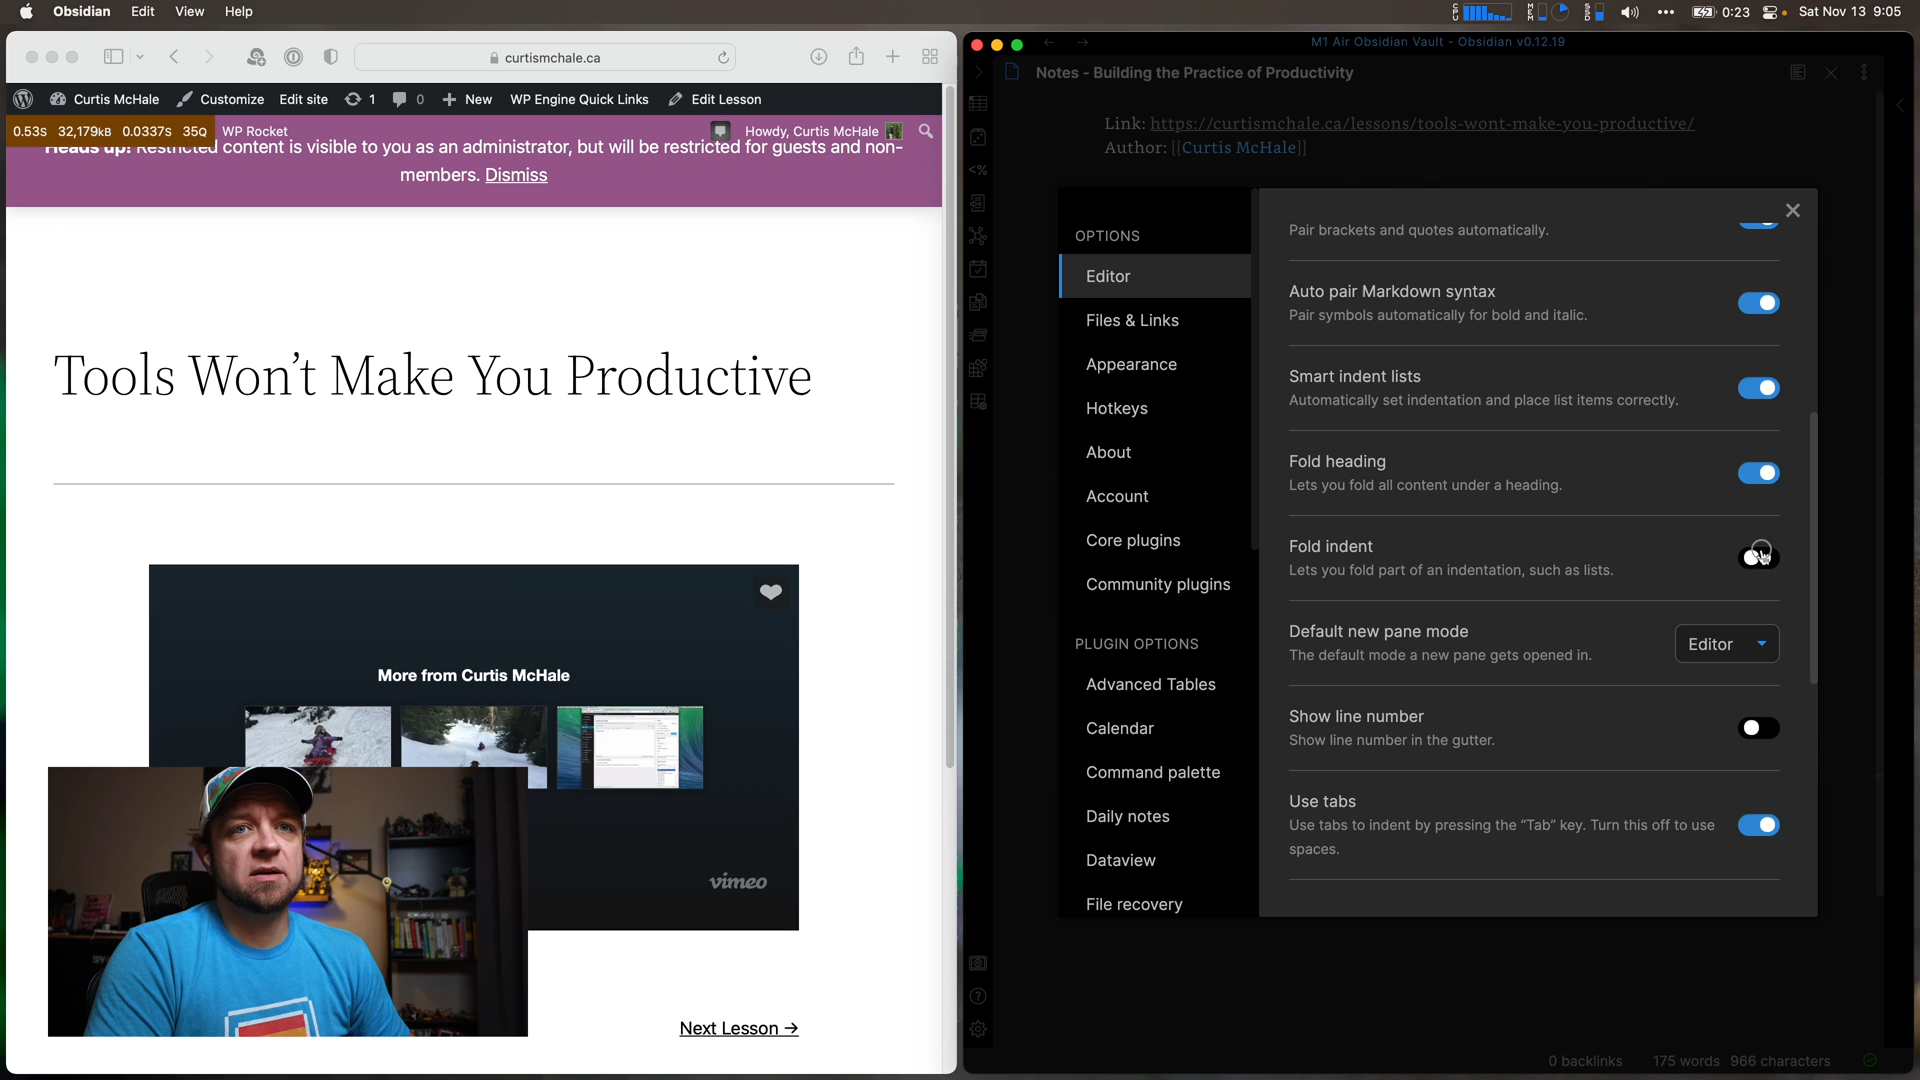 Obsidian Edit View Help
CPU MEM SSD 0:23 Sat Nov 13 9:05
curtismchale.ca
Curtis McHale Customize Edit site 1 0 New WP Engine Quick Links Edit Lesson
0.53s 32,179KB 0.0337s 35Q WP Rocket Howdy, Curtis McHale
Heads up! Restricted content is visible to you as an administrator, but will be restricted for guests and non-
members. Dismiss
Tools Won't Make You Productive
More from Curtis McHale
vimeo
Next Lesson →
M1 Air Obsidian Vault - Obsidian v0.12.19
Notes - Building the Practice of Productivity
Link: https://curtismchale.ca/lessons/tools-wont-make-you-productive/
Author: [[Curtis McHale]]
OPTIONS
Editor
Files & Links
Appearance
Hotkeys
About
Account
Core plugins
Community plugins
PLUGIN OPTIONS
Advanced Tables
Calendar
Command palette
Daily notes
Dataview
File recovery
Pair brackets and quotes automatically.
Auto pair Markdown syntax
Pair symbols automatically for bold and italic.
Smart indent lists
Automatically set indentation and place list items correctly.
Fold heading
Lets you fold all content under a heading.
Fold indent
Lets you fold part of an indentation, such as lists.
Default new pane mode
Editor
The default mode a new pane gets opened in.
Show line number
Show line number in the gutter.
Use tabs
Use tabs to indent by pressing the “Tab” key. Turn this off to use
spaces.
0 backlinks 175 words 966 characters